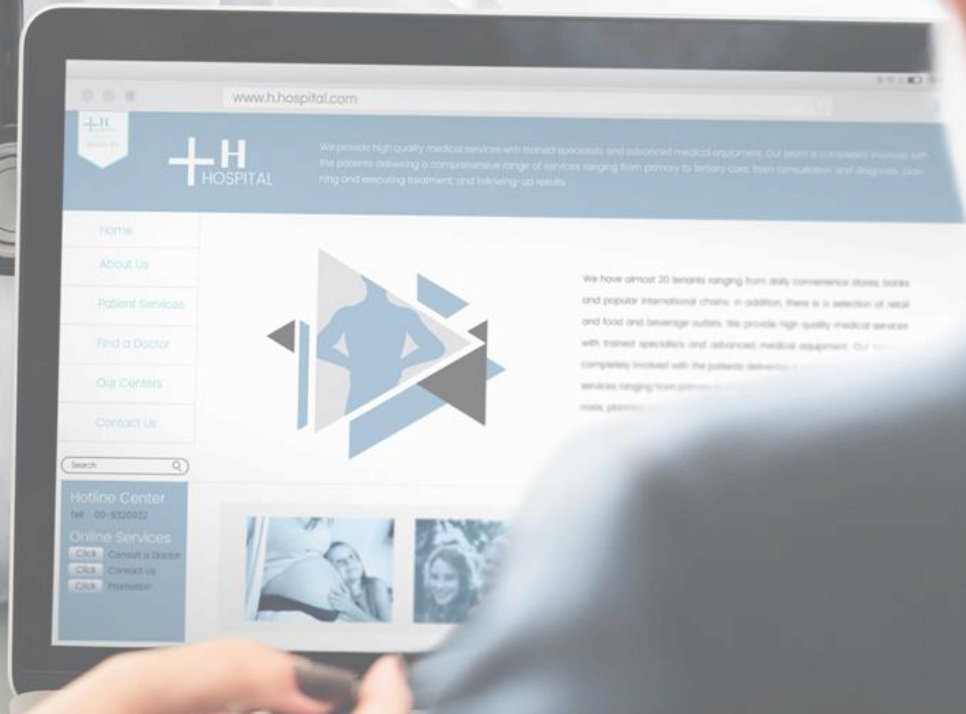 www.h.hospital.com
H
HOSPITAL
We provide high quality medical services with trained specialists and advanced medical equipment. Our team is completely involved with
the patients delivering a comprehensive range of services ranging from primary to tertiary care, from consultation and diagnosis, plan-
ning and executing treatment, and following-up results.
Home
About Us
Patient Services
Find a Doctor
Our Centers
Contact Us
Search
Hotline Center
Tell : 00-8320932
Online Services
Click Consult a Doctor
Click Contact Us
Click Promotion
We have almost 20 tenants ranging from daily convenience stores, banks
and popular international chains. In addition, there is a selection of retail
and food and beverage outlets. We provide high quality medical services
with trained specialists and advanced medical equipment. Our
completely involved with the patients
services ranging from primary
planning